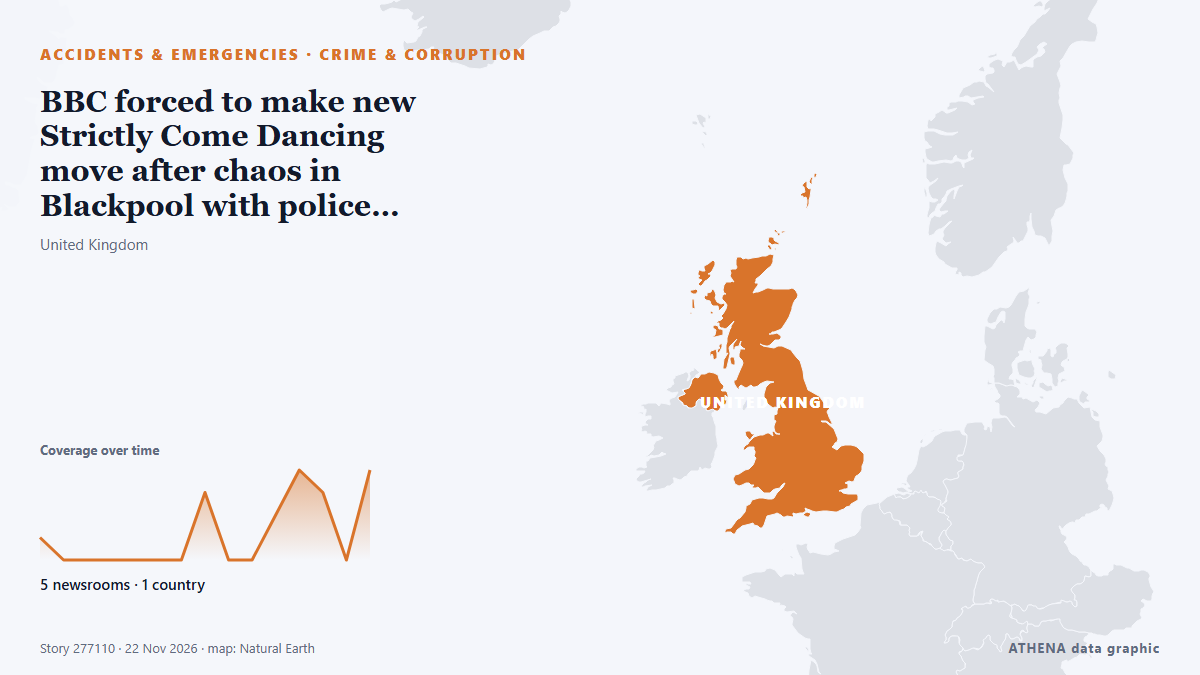 ACCIDENTS & EMERGENCIES · CRIME & CORRUPTION
BBC forced to make new
Strictly Come Dancing
move after chaos in
Blackpool with police...
United Kingdom
UNITED KINGDOM
Coverage over time
5 newsrooms · 1 country
Story 277110 · 22 Nov 2026 · map: Natural Earth
ATHENA data graphic